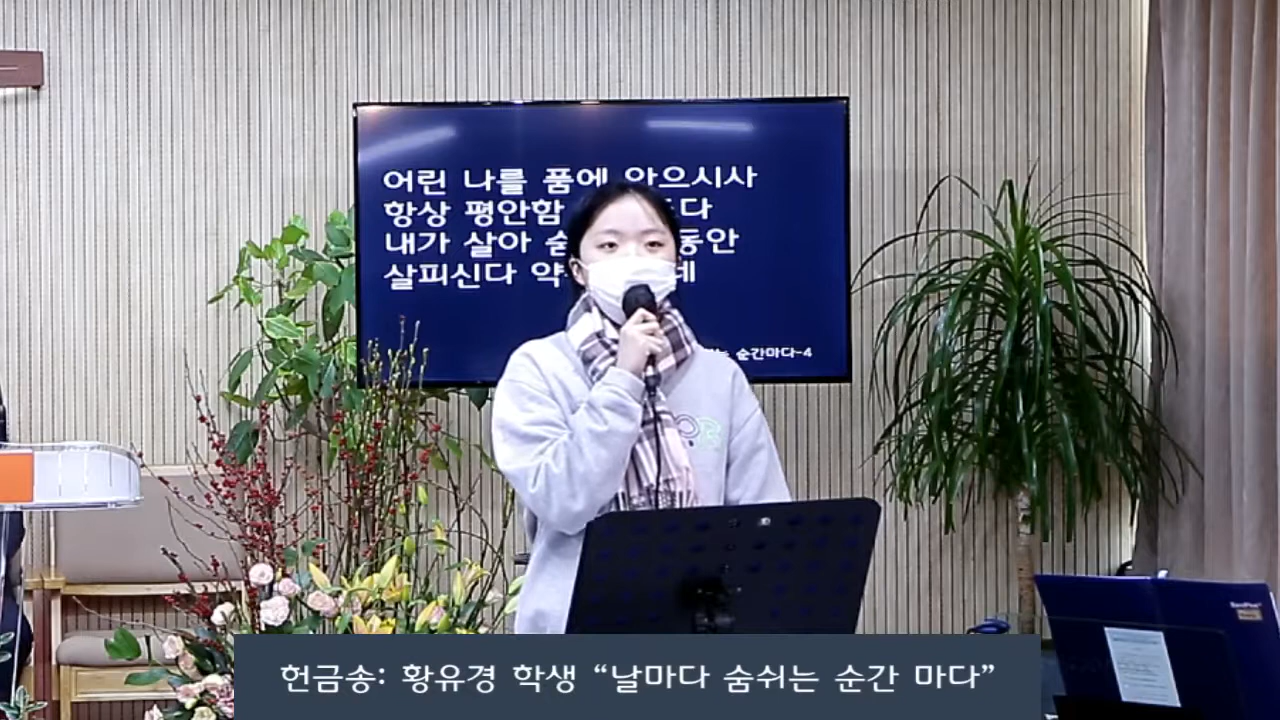 어린 나를 품에 안으시사
항상 평안함
내가 살아 동안
살피신다
순간마다-4
헌금송: 황유경 학생 “날마다 숨쉬는 순간 마다”